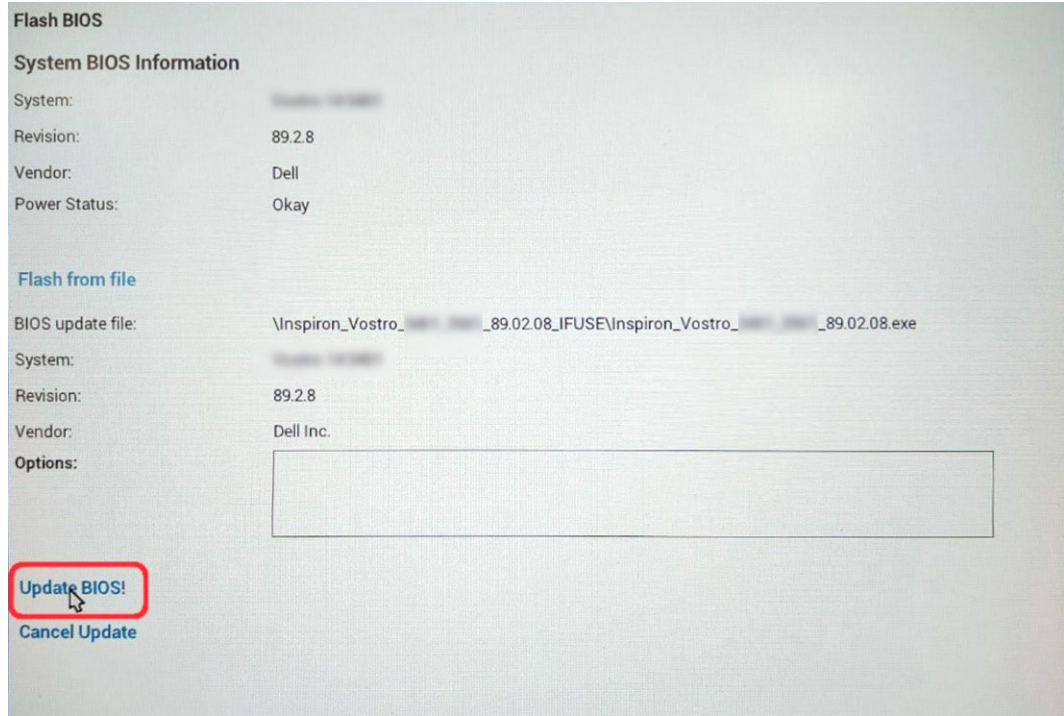 Flash BIOS
System BIOS Information
System:
Revision: 89.2.8
Vendor: Dell
Power Status: Okay
Flash from file
BIOS update file: \Inspiron_Vostro_ _89.02.08_IFUSE\Inspiron_Vostro_ _89.02.08.exe
System:
Revision: 89.2.8
Vendor: Dell Inc.
Options:
Update BIOS!
Cancel Update